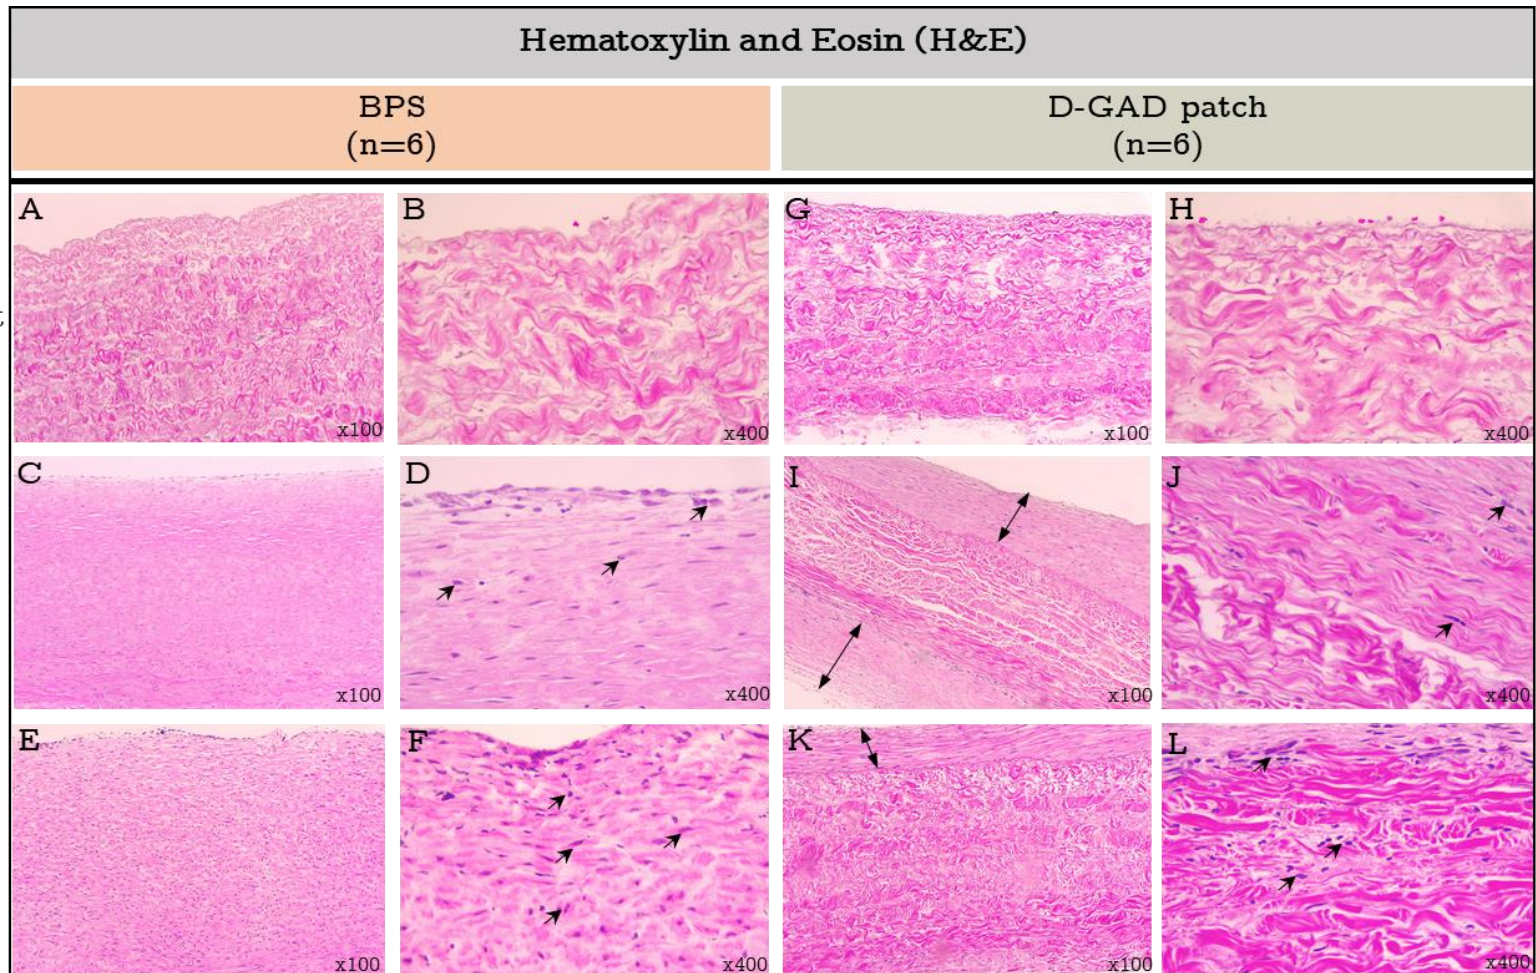 Hematoxylin and Eosin (H&E)
BPS
(n=6)
D-GAD patch
(n=6)
A
x100
B
x400
G
x100
H
x400
C
x100
D
x400
I
x100
J
x400
E
x100
F
x400
K
x100
L
x400